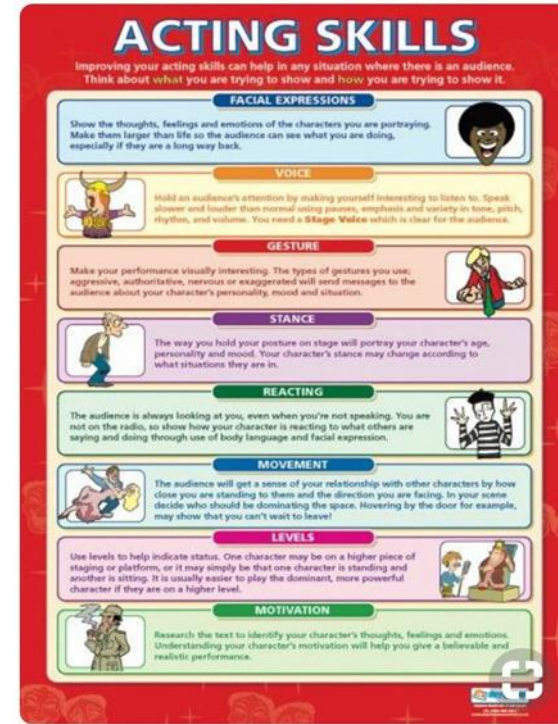 ACTING SKILLS
Improving your acting skills can help in any situation where there is an audience.
Think about what you are trying to show and how you are trying to show it.
FACIAL EXPRESSIONS
Show the thoughts, feelings and emotions of the characters you are portraying.
Make them larger than life so the audience can see what you are doing,
especially if they are a long way back.
VOICE
Hold an audience's attention by making yourself interesting to listen to. Speak
slower and louder than normal using pauses, emphasis and variety in tone, pitch,
rhythm, and volume. You need a Stage Voice which is clear for the audience.
GESTURE
Make your performance visually interesting. The types of gestures you use;
aggressive, authoritative, nervous or exaggerated will send messages to the
audience about your character's personality, mood and situation.
STANCE
The way you hold your posture on stage will portray your character's age,
personality and mood. Your character's stance may change according to
what situations they are in.
REACTING
The audience is always looking at you, even when you're not speaking. You are
not on the radio, so show how your character is reacting to what others are
saying and doing through use of body language and facial expression.
MOVEMENT
The audience will get a sense of your relationship with other characters by how
close you are standing to them and the direction you are facing. In your scene
decide who should be dominating the space. Hovering by the door for example,
may show that you can't wait to leave!
LEVELS
Use levels to help indicate status. One character may be on a higher piece of
staging or platform, or it may simply be that one character is standing and
another is sitting. It is usually easier to play the dominant, more powerful
character if they are on a higher level.
MOTIVATION
Research the text to identify your character's thoughts, feelings and emotions.
Understanding your character's motivation will help you give a believable and
realistic performance.